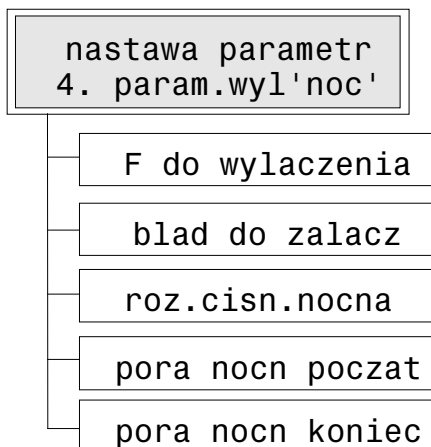 nastawa parametr
4. param.wyl'noc'
F do wylaczenia
blad do zalacz
roz.cisn.nocna
pora nocn poczat
pora nocn koniec